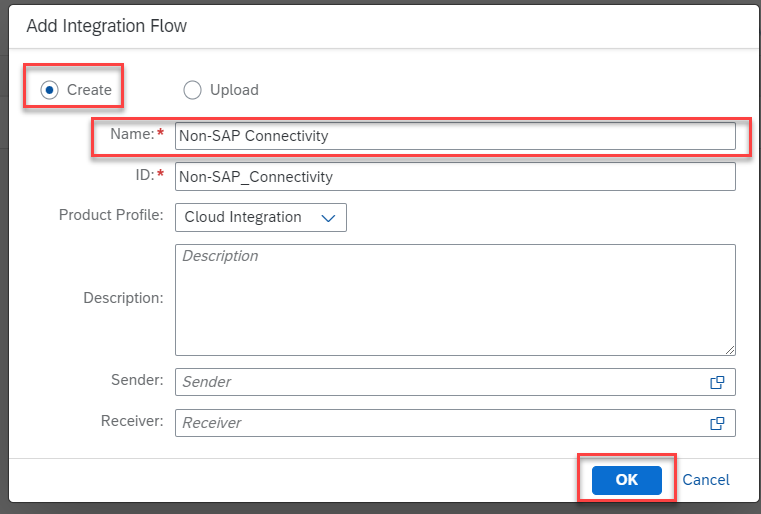 Add Integration Flow
Create Upload
Name:* Non-SAP Connectivity
ID:* Non-SAP_Connectivity
Product Profile: Cloud Integration
Description
Description:
Sender: Sender
Receiver: Receiver
OK Cancel